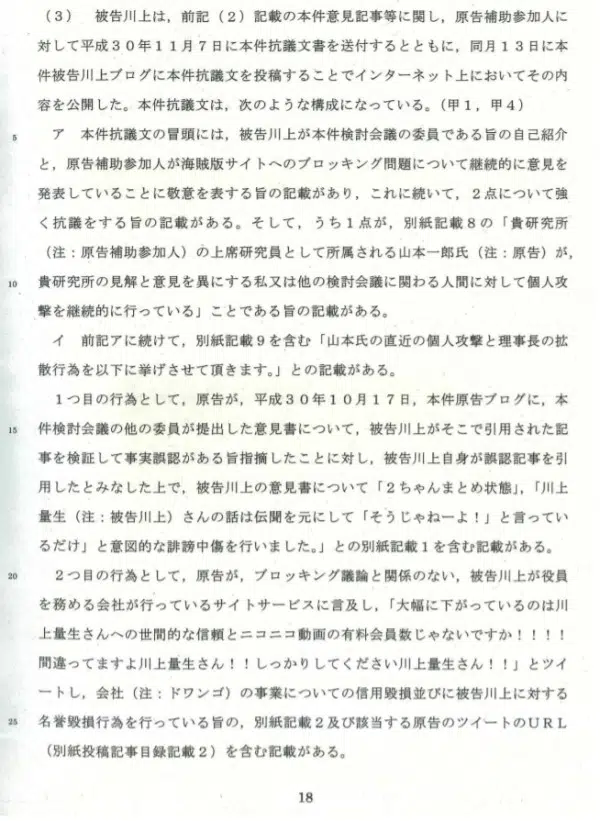 （３） 被告川上は，前記（２）記載の本件意見記事等に関し，原告補助参加人に
対して平成３０年１１月７日に本件抗議文書を送付するとともに，同月１３日に本
件被告川上ブログに本件抗議文を投稿することでインターネット上においてその内
容を公開した。本件抗議文は，次のような構成になっている。（甲１，甲４）
5 ア 本件抗議文の冒頭には，被告川上が本件検討会議の委員である旨の自己紹介
と，原告補助参加人が海賊版サイトへのブロッキング問題について継続的に意見を
発表していることに敬意を表する旨の記載があり，これに続いて，２点について強
く抗議をする旨の記載がある。そして，うち１点が，別紙記載８の「貴研究所
（注：原告補助参加人）の上席研究員として所属される山本一郎氏（注：原告）が，
10 貴研究所の見解と意見を異にする私又は他の検討会議に関わる人間に対して個人攻
撃を継続的に行っている」ことである旨の記載がある。
イ 前記アに続けて，別紙記載９を含む「山本氏の直近の個人攻撃と理事長の拡
散行為を以下に挙げさせて頂きます。」との記載がある。
１つ目の行為として，原告が，平成３０年１０月１７日，本件原告ブログに，本
15 件検討会議の他の委員が提出した意見書について，被告川上がそこで引用された記
事を検証して事実誤認がある旨指摘したことに対し，被告川上自身が誤認記事を引
用したとみなした上で，被告川上の意見書について「２ちゃんまとめ状態」，「川上
量生（注：被告川上）さんの話は伝聞を元にして「そうじゃねーよ！」と言ってい
るだけ」と意図的な誹謗中傷を行いました。」との別紙記載１を含む記載がある。
20 ２つ目の行為として，原告が，ブロッキング議論と関係のない，被告川上が役員
を務める会社が行っているサイトサービスに言及し，「大幅に下がっているのは川
上量生さんへの世間的な信頼とニコニコ動画の有料会員数じゃないですか！！！！
間違ってますよ川上量生さん！！しっかりしてください川上量生さん！！」とツイ
ートし，会社（注：ドワンゴ）の事業についての信用毀損並びに被告川上に対する
25 名誉毀損行為を行っている旨の，別紙記載２及び該当する原告のツイートのＵＲＬ
（別紙投稿記事目録記載２）を含む記載がある。
18